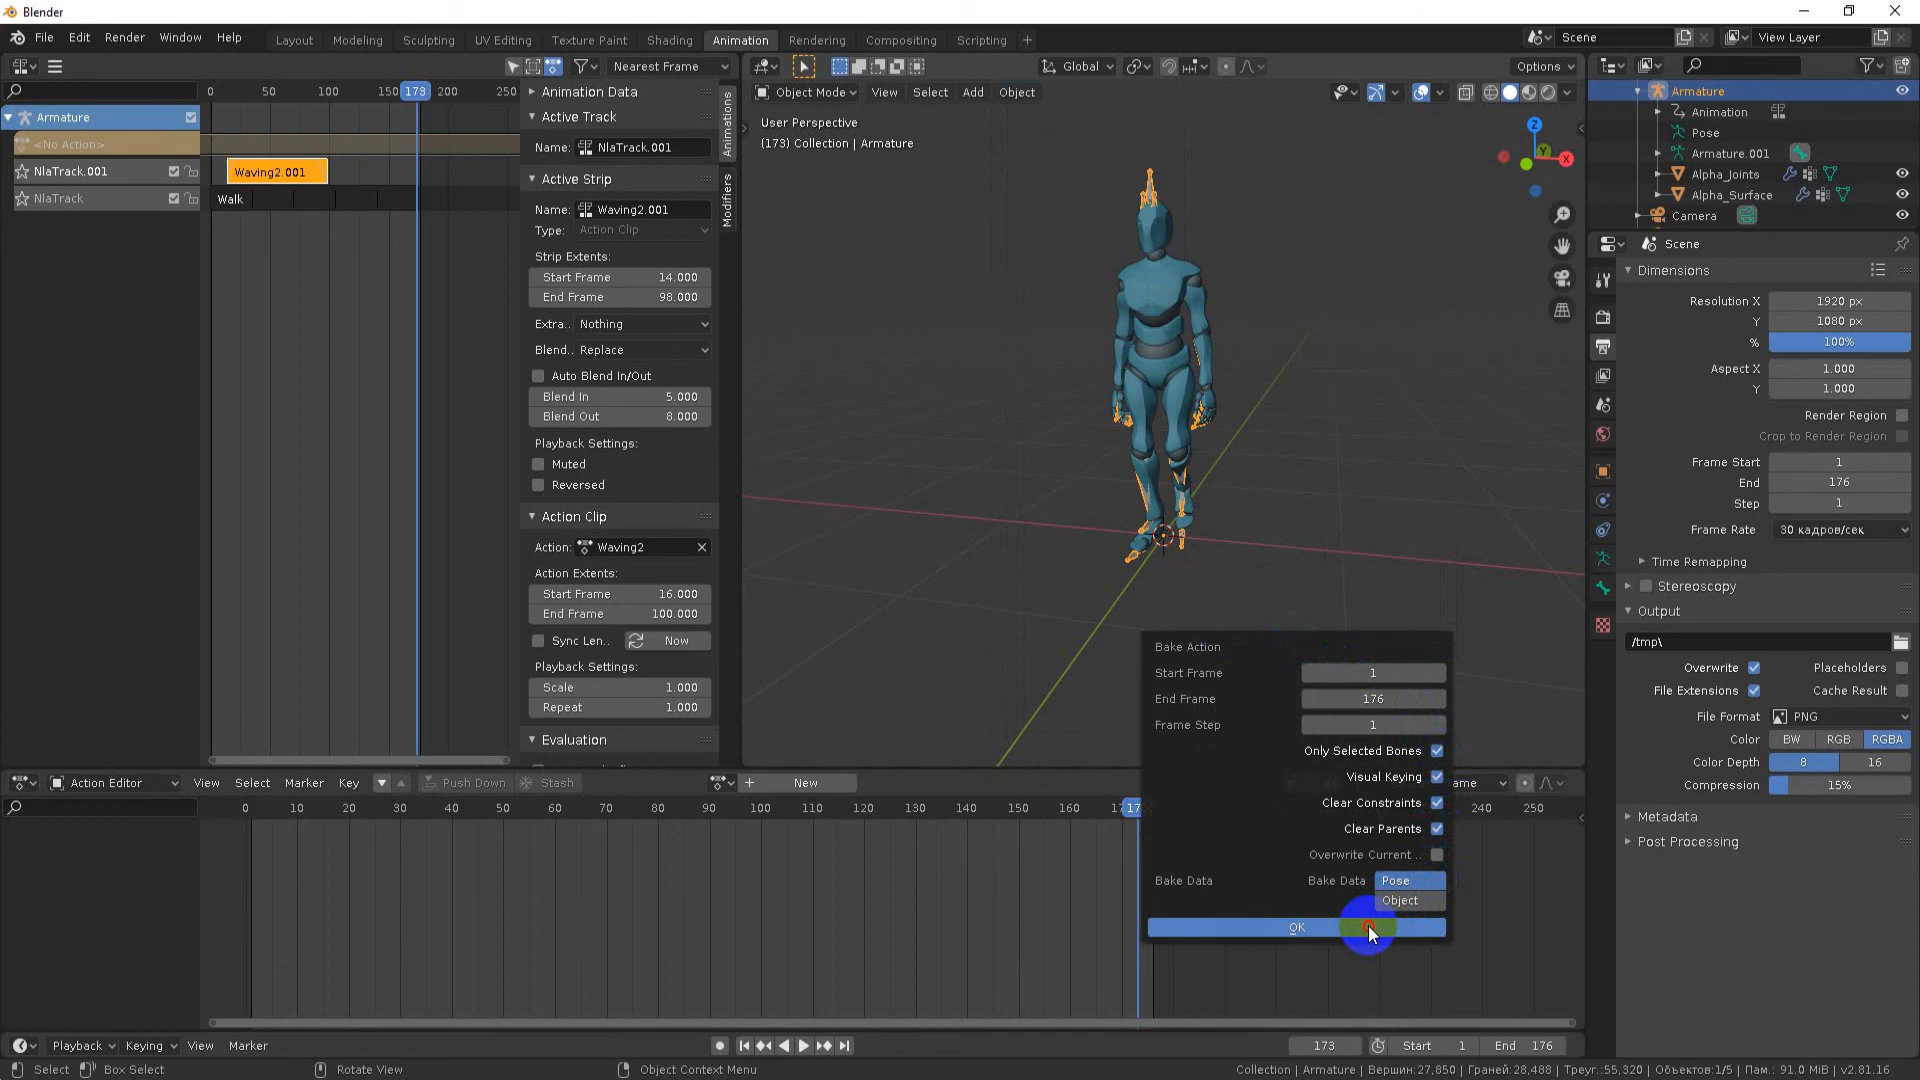 Blender
File Edit Render Window Help
Layout Modeling Sculpting UV Editing Texture Paint Shading Animation Rendering Compositing Scripting +
Scene
View Layer
Nearest Frame
Global
Options
0 50 100 150 173 200 250
Armature
<No Action>
NlaTrack.001
Waving2.001
NlaTrack
Walk
Animation Data
Active Track
Name: NlaTrack.001
Active Strip
Name: Waving2.001
Type: Action Clip
Strip Extents:
Start Frame 14.000
End Frame 98.000
Extra.. Nothing
Blend.. Replace
Auto Blend In/Out
Blend In 5.000
Blend Out 8.000
Playback Settings:
Muted
Reversed
Action Clip
Action: Waving2
Action Extents:
Start Frame 16.000
End Frame 100.000
Sync Len.. Now
Playback Settings:
Scale 1.000
Repeat 1.000
Evaluation
Animations
Modifiers
Object Mode View Select Add Object
User Perspective
(173) Collection | Armature
Z
Y
X
Bake Action
Start Frame 1
End Frame 176
Frame Step 1
Only Selected Bones
Visual Keying
Clear Constraints
Clear Parents
Overwrite Current ..
Bake Data Bake Data Pose
Object
OK
Armature
Animation
Pose
Armature.001
Alpha_Joints
Alpha_Surface
Camera
Scene
Dimensions
Resolution X 1920 px
Y 1080 px
% 100%
Aspect X 1.000
Y 1.000
Render Region
Crop to Render Region
Frame Start 1
End 176
Step 1
Frame Rate 30 кадров/сек
Time Remapping
Stereoscopy
Output
/tmp\
Overwrite Placeholders
File Extensions Cache Result
File Format PNG
Color BW RGB RGBA
Color Depth 8 16
Compression 15%
Metadata
Post Processing
Action Editor View Select Marker Key Push Down Stash + New ame
0 10 20 30 40 50 60 70 80 90 100 110 120 130 140 150 160 17 17 240 250
Playback Keying View Marker
173 Start 1 End 176
Select Box Select Rotate View Object Context Menu
Collection | Armature | Вершин:27,850 | Граней:28,488 | Треуг.:55,320 | Объектов:1/5 | Пам.: 91.0 MiB | v2.81.16